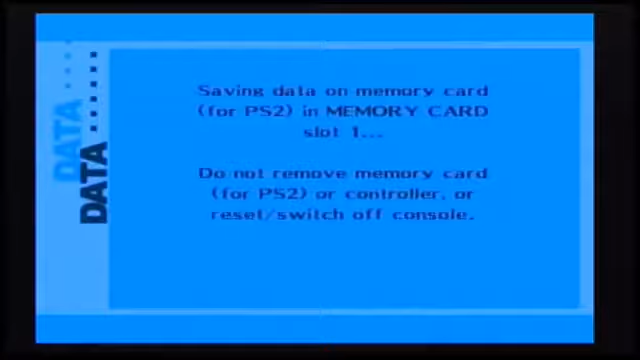 DATA
DATA
Saving data on memory card
(for PS2) in MEMORY CARD
slot 1...
Do not remove memory card
(for PS2) or controller, or
reset/switch off console.